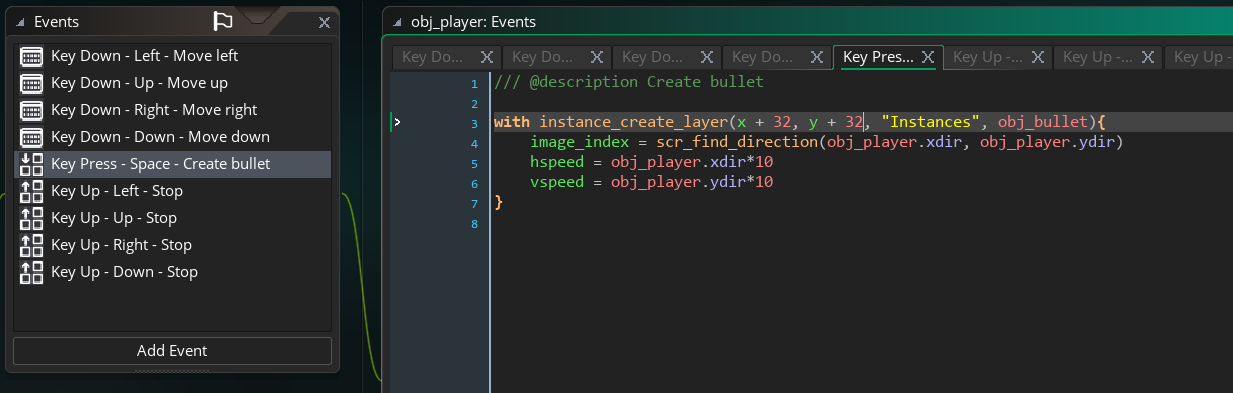 Events
Key Down - Left - Move left
Key Down - Up - Move up
Key Down - Right - Move right
Key Down - Down - Move down
Key Press - Space - Create bullet
Key Up - Left - Stop
Key Up - Up - Stop
Key Up - Right - Stop
Key Up - Down - Stop
Add Event
obj_player: Events
Key Do... Key Do... Key Do... Key Do... Key Pres... Key Up -... Key Up -... Key Up -
1 /// @description Create bullet
2
3 with instance_create_layer(x + 32, y + 32, "Instances", obj_bullet){
4 image_index = scr_find_direction(obj_player.xdir, obj_player.ydir)
5 hspeed = obj_player.xdir*10
6 vspeed = obj_player.ydir*10
7 }
8